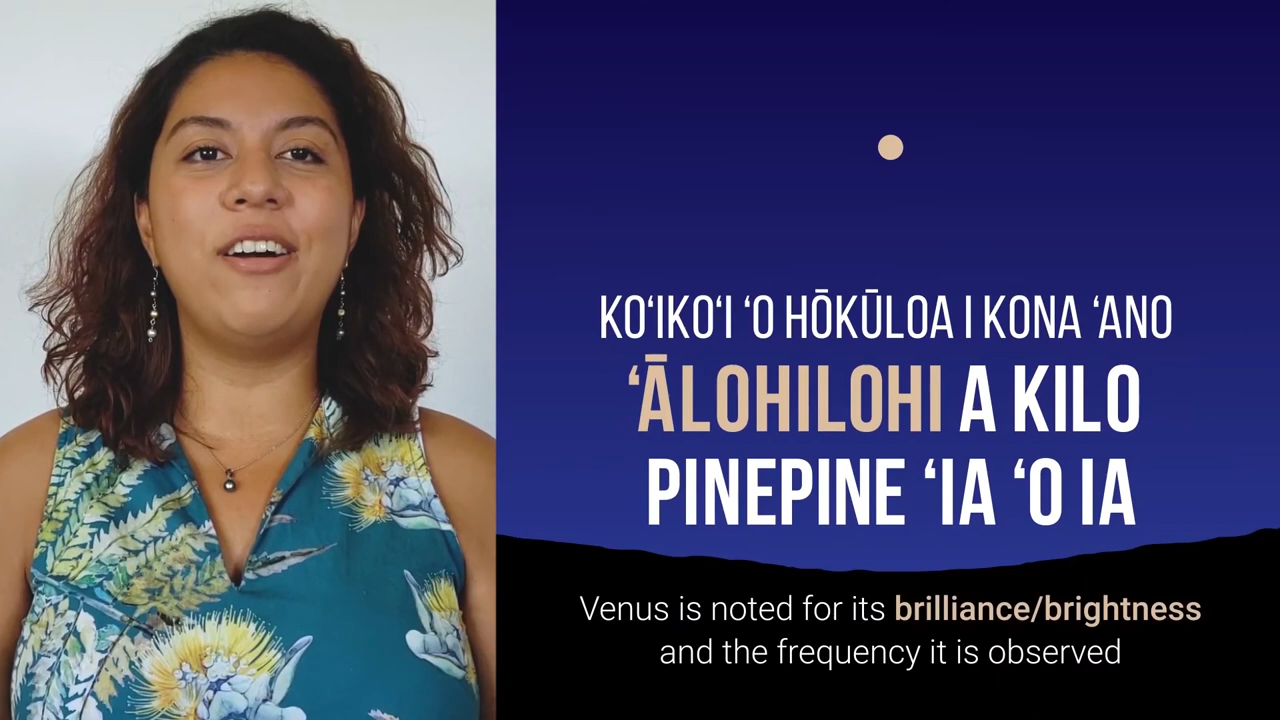 KOʻIKOʻI ʻO HŌKŪLOA I KONA ʻANO
ʻĀLOHILOHI A KILO
PINEPINE ʻIA ʻO IA
Venus is noted for its brilliance/brightness
and the frequency it is observed